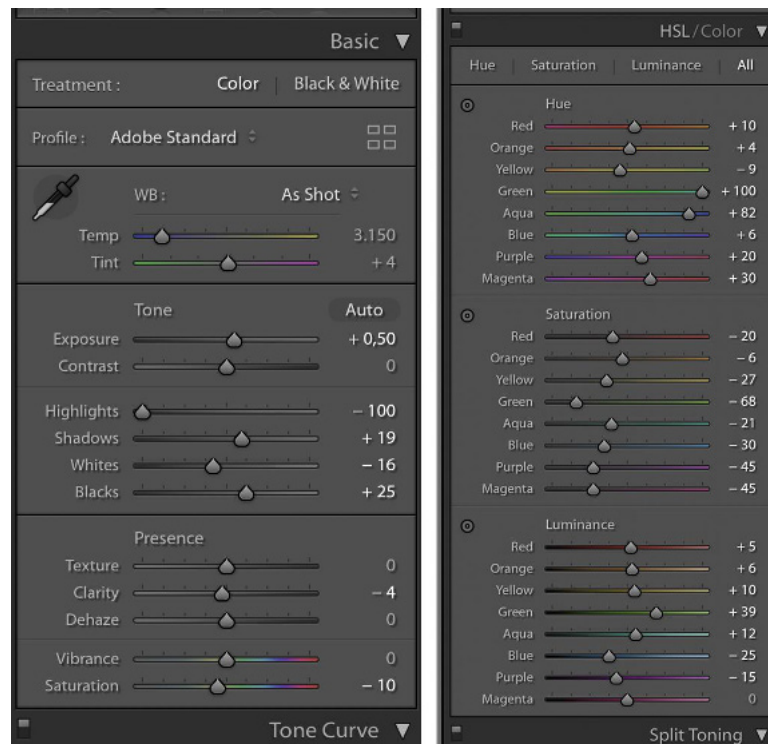 Basic
Treatment : Color | Black & White
Profile : Adobe Standard
WB : As Shot
Temp 3.150
Tint + 4
Tone Auto
Exposure + 0,50
Contrast 0
Highlights – 100
Shadows + 19
Whites – 16
Blacks + 25
Presence
Texture 0
Clarity – 4
Dehaze 0
Vibrance 0
Saturation – 10
Tone Curve
HSL / Color
Hue | Saturation | Luminance | All
Hue
Red + 10
Orange + 4
Yellow – 9
Green + 100
Aqua + 82
Blue + 6
Purple + 20
Magenta + 30
Saturation
Red – 20
Orange – 6
Yellow – 27
Green – 68
Aqua – 21
Blue – 30
Purple – 45
Magenta – 45
Luminance
Red + 5
Orange + 6
Yellow + 10
Green + 39
Aqua + 12
Blue – 25
Purple – 15
Magenta 0
Split Toning